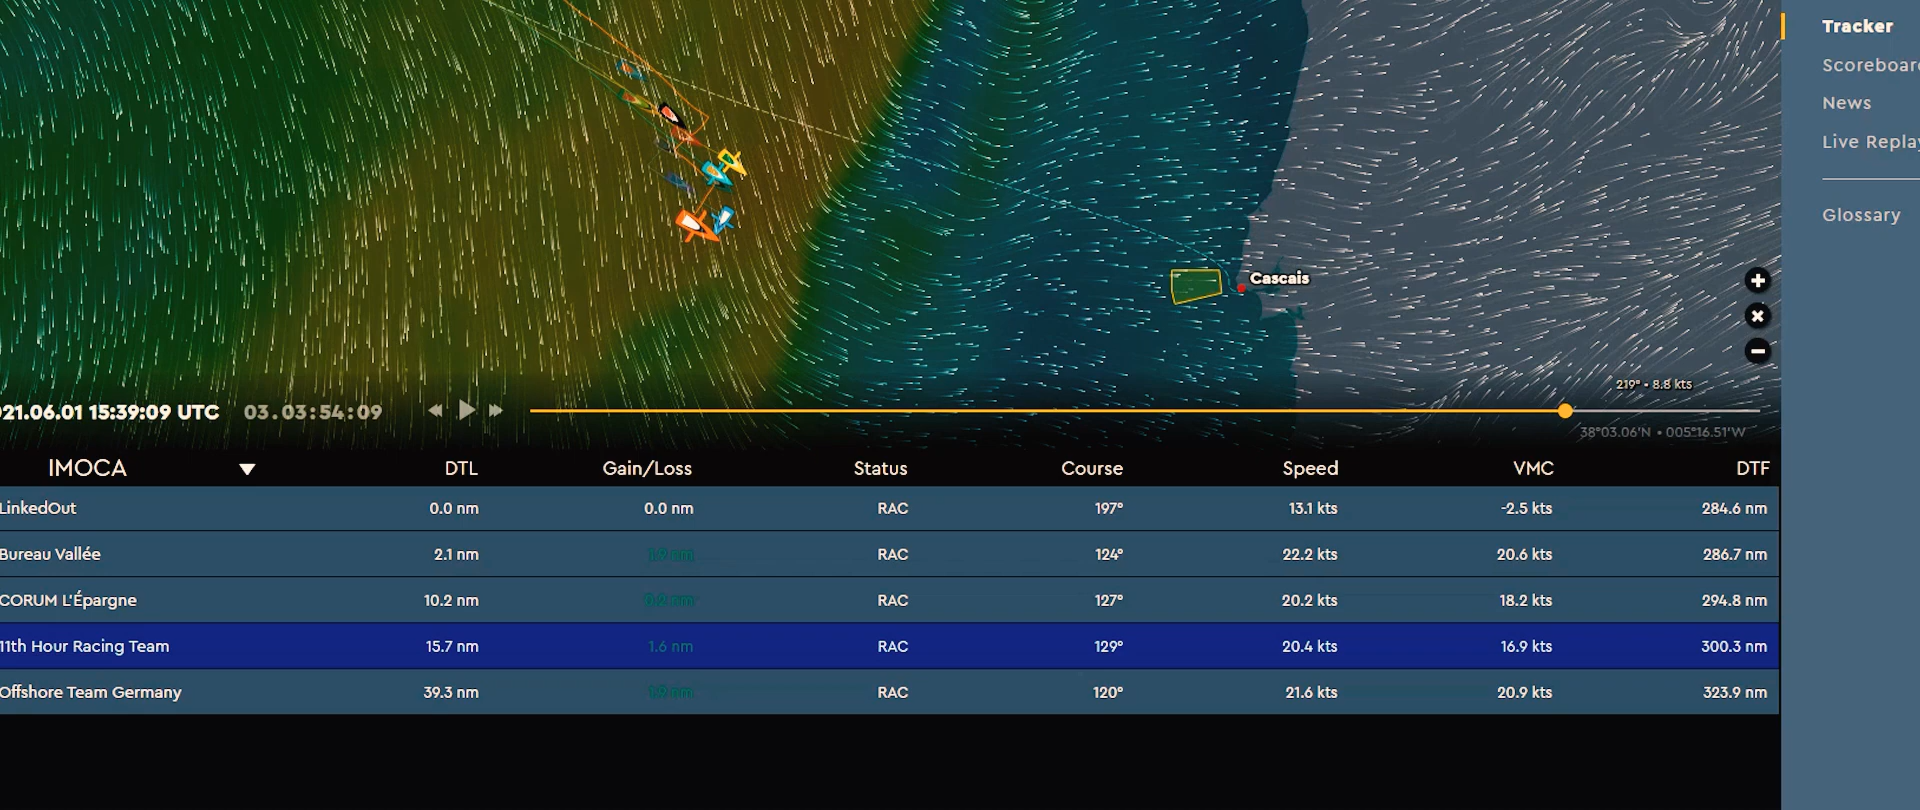 Tracker
Scoreboar
News
Live Replay
Glossary
Cascais
219° • 8.8 kts
021.06.01 15:39:09 UTC 03.03:54:09
38°03.06'N • 005°16.51'W
IMOCA DTL Gain/Loss Status Course Speed VMC DTF
LinkedOut 0.0 nm 0.0 nm RAC 197° 13.1 kts -2.5 kts 284.6 nm
Bureau Vallée 2.1 nm RAC 124° 22.2 kts 20.6 kts 286.7 nm
CORUM L'Épargne 10.2 nm RAC 127° 20.2 kts 18.2 kts 294.8 nm
11th Hour Racing Team 15.7 nm 1.6 nm RAC 129° 20.4 kts 16.9 kts 300.3 nm
Offshore Team Germany 39.3 nm RAC 120° 21.6 kts 20.9 kts 323.9 nm